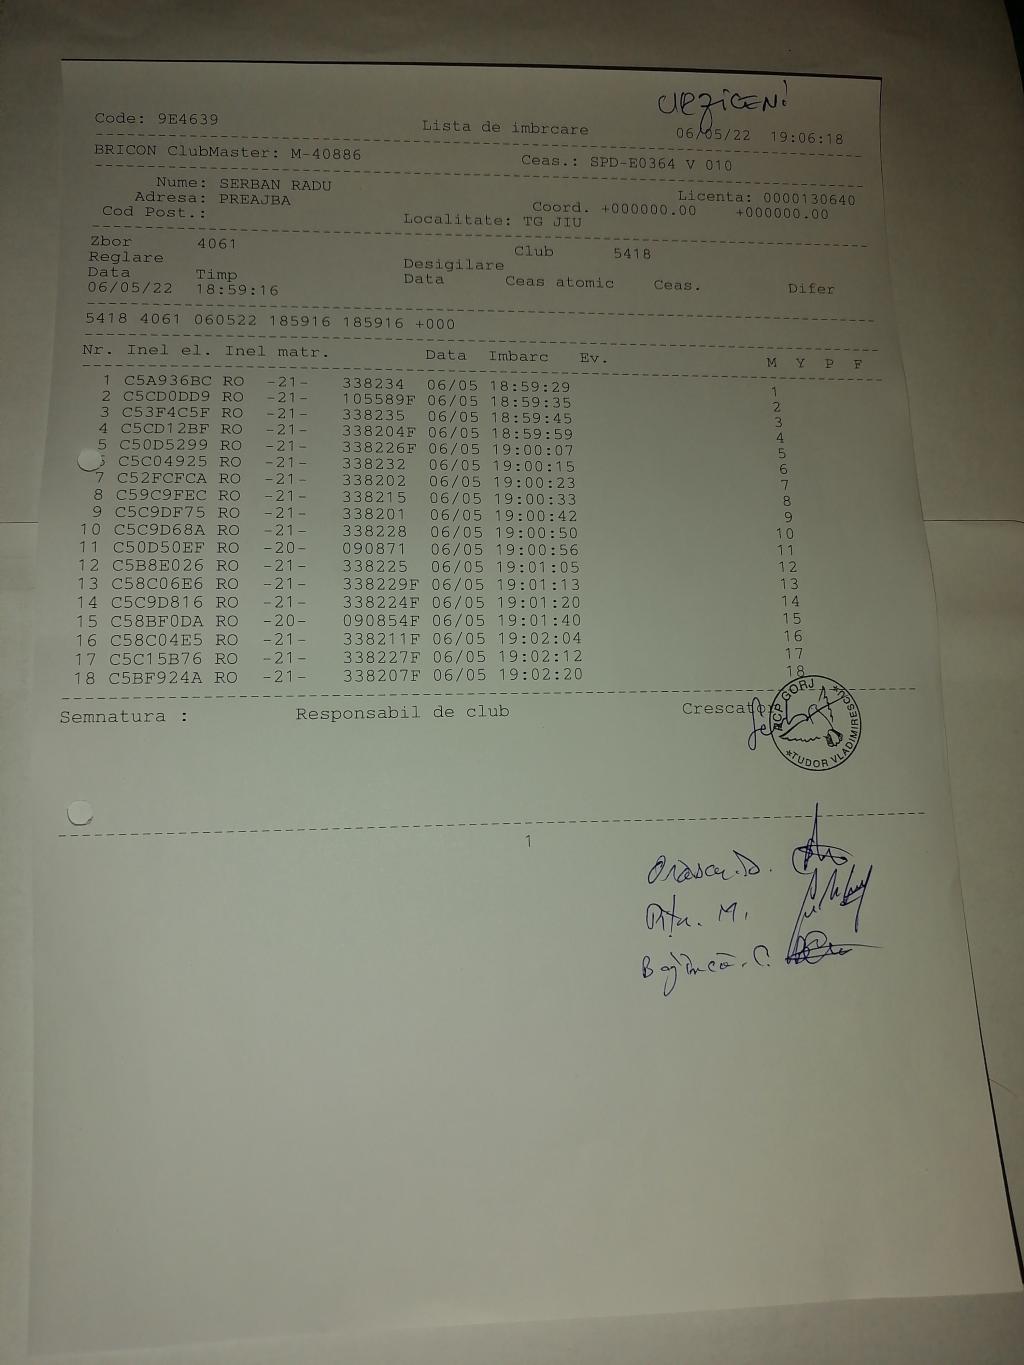 URZICENI
Code: 9E4639 Lista de imbrcare 06/05/22 19:06:18
BRICON ClubMaster: M-40886 Ceas.: SPD-E0364 V 010
Nume: SERBAN RADU Licenta: 0000130640
Adresa: PREAJBA Coord. +000000.00 +000000.00
Cod Post.: Localitate: TG JIU
Zbor 4061 Club 5418
Reglare Desigilare
Data Timp Data Ceas atomic Ceas. Difer
06/05/22 18:59:16
5418 4061 060522 185916 185916 +000
Nr. Inel el. Inel matr. Data Imbarc Ev. M Y P F
1 C5A936BC RO -21- 338234 06/05 18:59:29 1
2 C5CD0DD9 RO -21- 105589F 06/05 18:59:35 2
3 C53F4C5F RO -21- 338235 06/05 18:59:45 3
4 C5CD12BF RO -21- 338204F 06/05 18:59:59 4
5 C50D5299 RO -21- 338226F 06/05 19:00:07 5
6 C5C04925 RO -21- 338232 06/05 19:00:15 6
7 C52FCFCA RO -21- 338202 06/05 19:00:23 7
8 C59C9FEC RO -21- 338215 06/05 19:00:33 8
9 C5C9DF75 RO -21- 338201 06/05 19:00:42 9
10 C5C9D68A RO -21- 338228 06/05 19:00:50 10
11 C50D50EF RO -20- 090871 06/05 19:00:56 11
12 C5B8E026 RO -21- 338225 06/05 19:01:05 12
13 C58C06E6 RO -21- 338229F 06/05 19:01:13 13
14 C5C9D816 RO -21- 338224F 06/05 19:01:20 14
15 C58BF0DA RO -20- 090854F 06/05 19:01:40 15
16 C58C04E5 RO -21- 338211F 06/05 19:02:04 16
17 C5C15B76 RO -21- 338227F 06/05 19:02:12 17
18 C5BF924A RO -21- 338207F 06/05 19:02:20 18
Semnatura : Responsabil de club Crescator
CP GORJ
*TUDOR VLADIMIRESCU*
1
D.
M.
C.